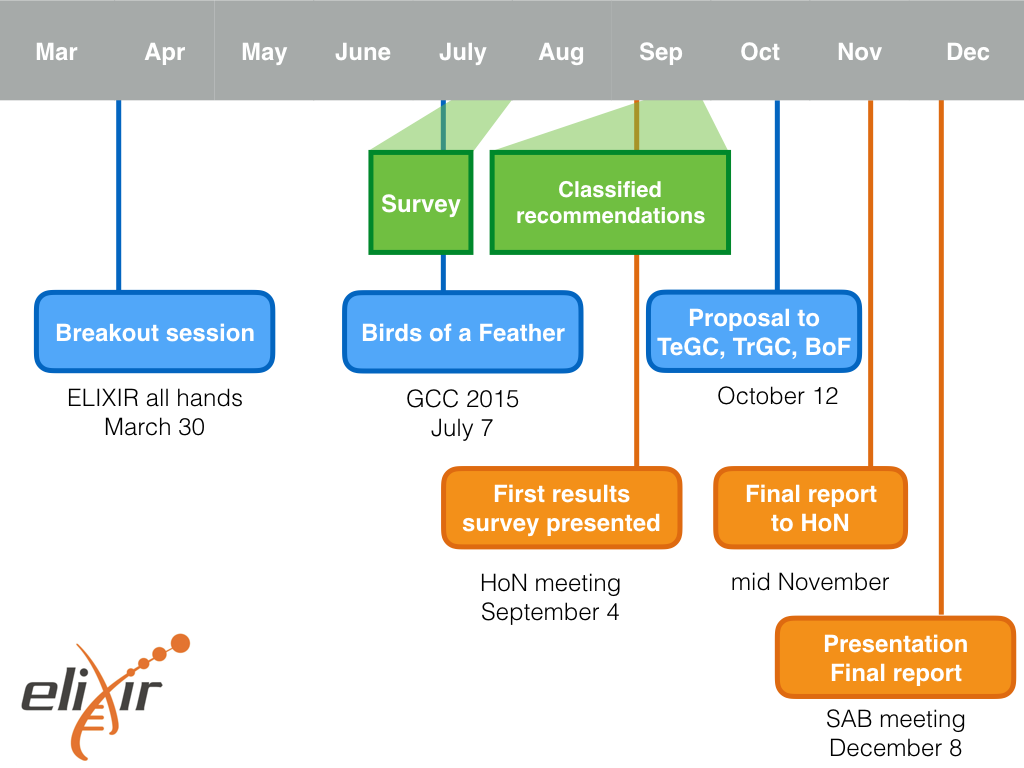 Mar Apr May June July Aug Sep Oct Nov Dec
Survey
Classified
recommendations
Breakout session
ELIXIR all hands
March 30
Birds of a Feather
GCC 2015
July 7
Proposal to
TeGC, TrGC, BoF
October 12
First results
survey presented
HoN meeting
September 4
Final report
to HoN
mid November
Presentation
Final report
SAB meeting
December 8
elixir